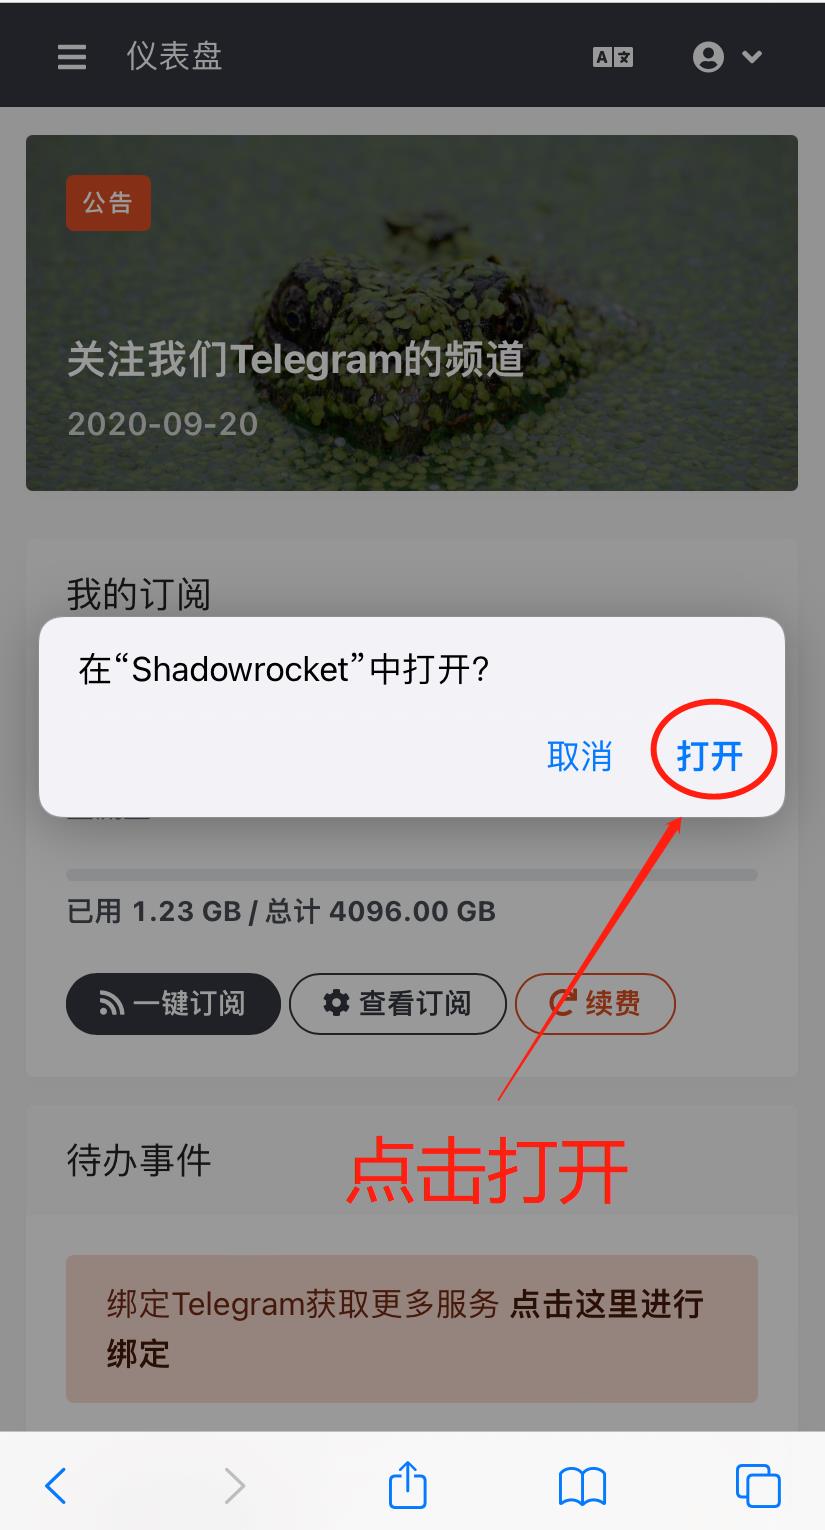 仪表盘
A 文
公告
关注我们Telegram的频道
2020-09-20
我的订阅
在“Shadowrocket”中打开?
取消 打开
已用 1.23 GB / 总计 4096.00 GB
一键订阅 查看订阅 续费
待办事件
点击打开
绑定Telegram获取更多服务 点击这里进行
绑定